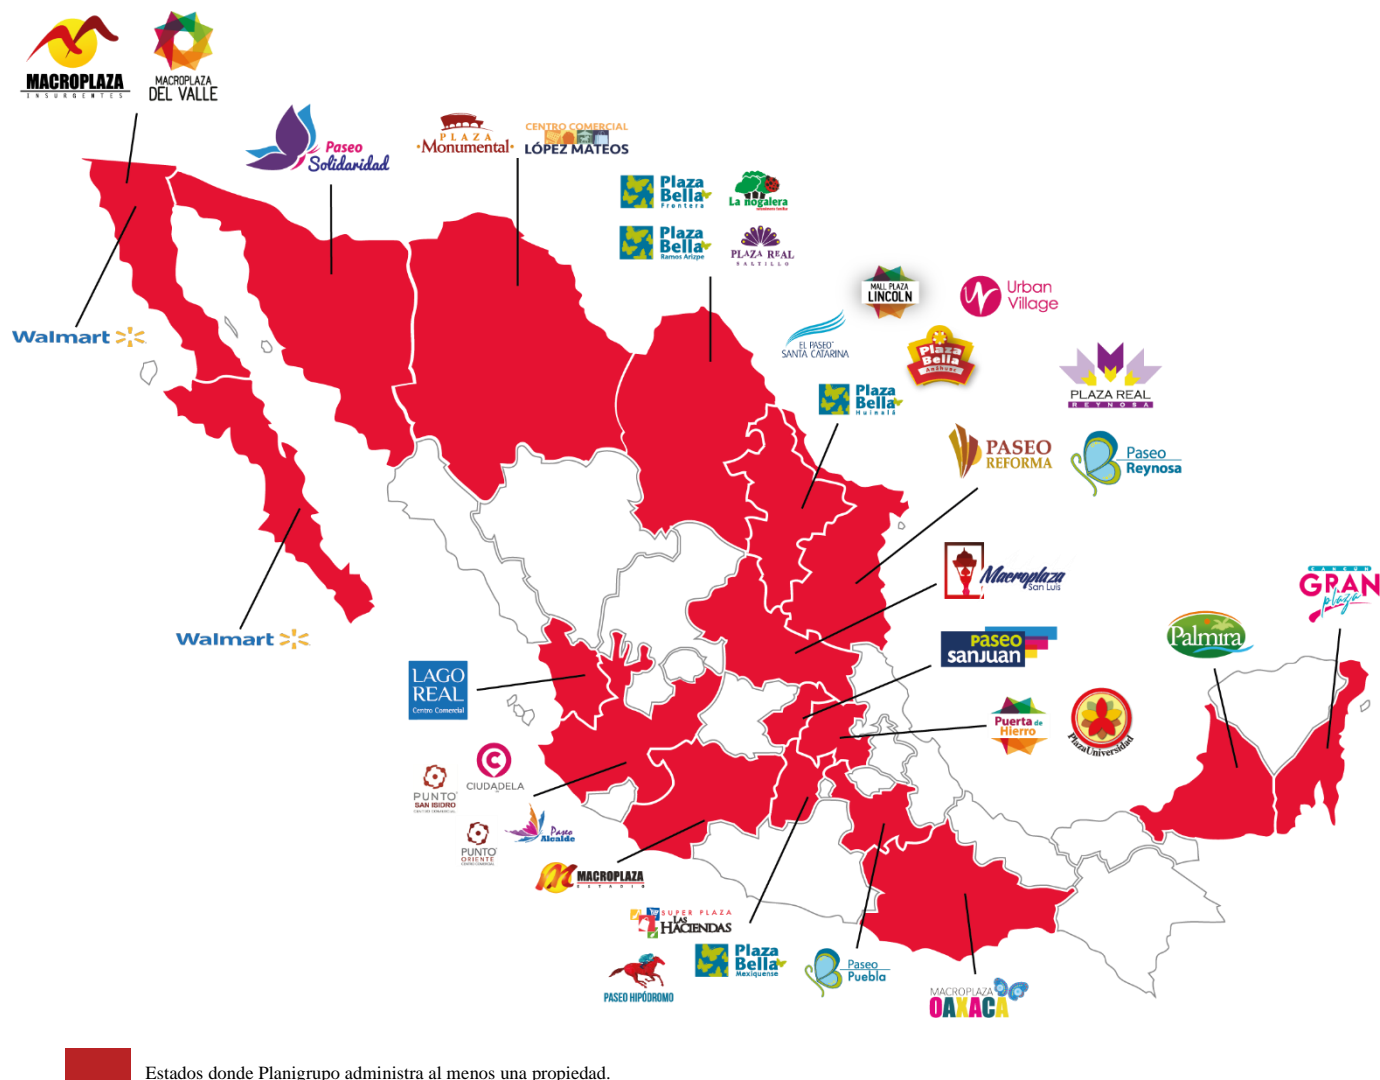 MACROPLAZA
INSURGENTES
MACROPLAZA
DEL VALLE
Paseo
Solidaridad
PLAZA
Monumental
CENTRO COMERCIAL
LÓPEZ MATEOS
Plaza
Bella
Frontera
La nogalera
Plaza
Bella
Ramos Arizpe
PLAZA REAL
SALTILLO
MALL PLAZA
LINCOLN
Urban
Village
EL PASEO
SANTA CATARINA
Plaza
Bella
Anáhuac
PLAZA REAL
REYNOSA
Plaza
Bella
Huinalá
Walmart
PASEO
REFORMA
Paseo
Reynosa
Macroplaza
San Luis
CANCÚN
GRAN
plaza
Palmira
Walmart
paseo
sanjuan
LAGO
REAL
Centro Comercial
Puerta de
Hierro
PlazaUniversidad
CIUDADELA
PUNTO
SAN ISIDRO
CENTRO COMERCIAL
Paseo
Alcalde
PUNTO
ORIENTE
CENTRO COMERCIAL
MACROPLAZA
ESTADIO
SUPER PLAZA
LAS
HACIENDAS
Plaza
Bella
Mexiquense
PASEO HIPÓDROMO
Paseo
Puebla
MACROPLAZA
OAXACA
Estados donde Planigrupo administra al menos una propiedad.